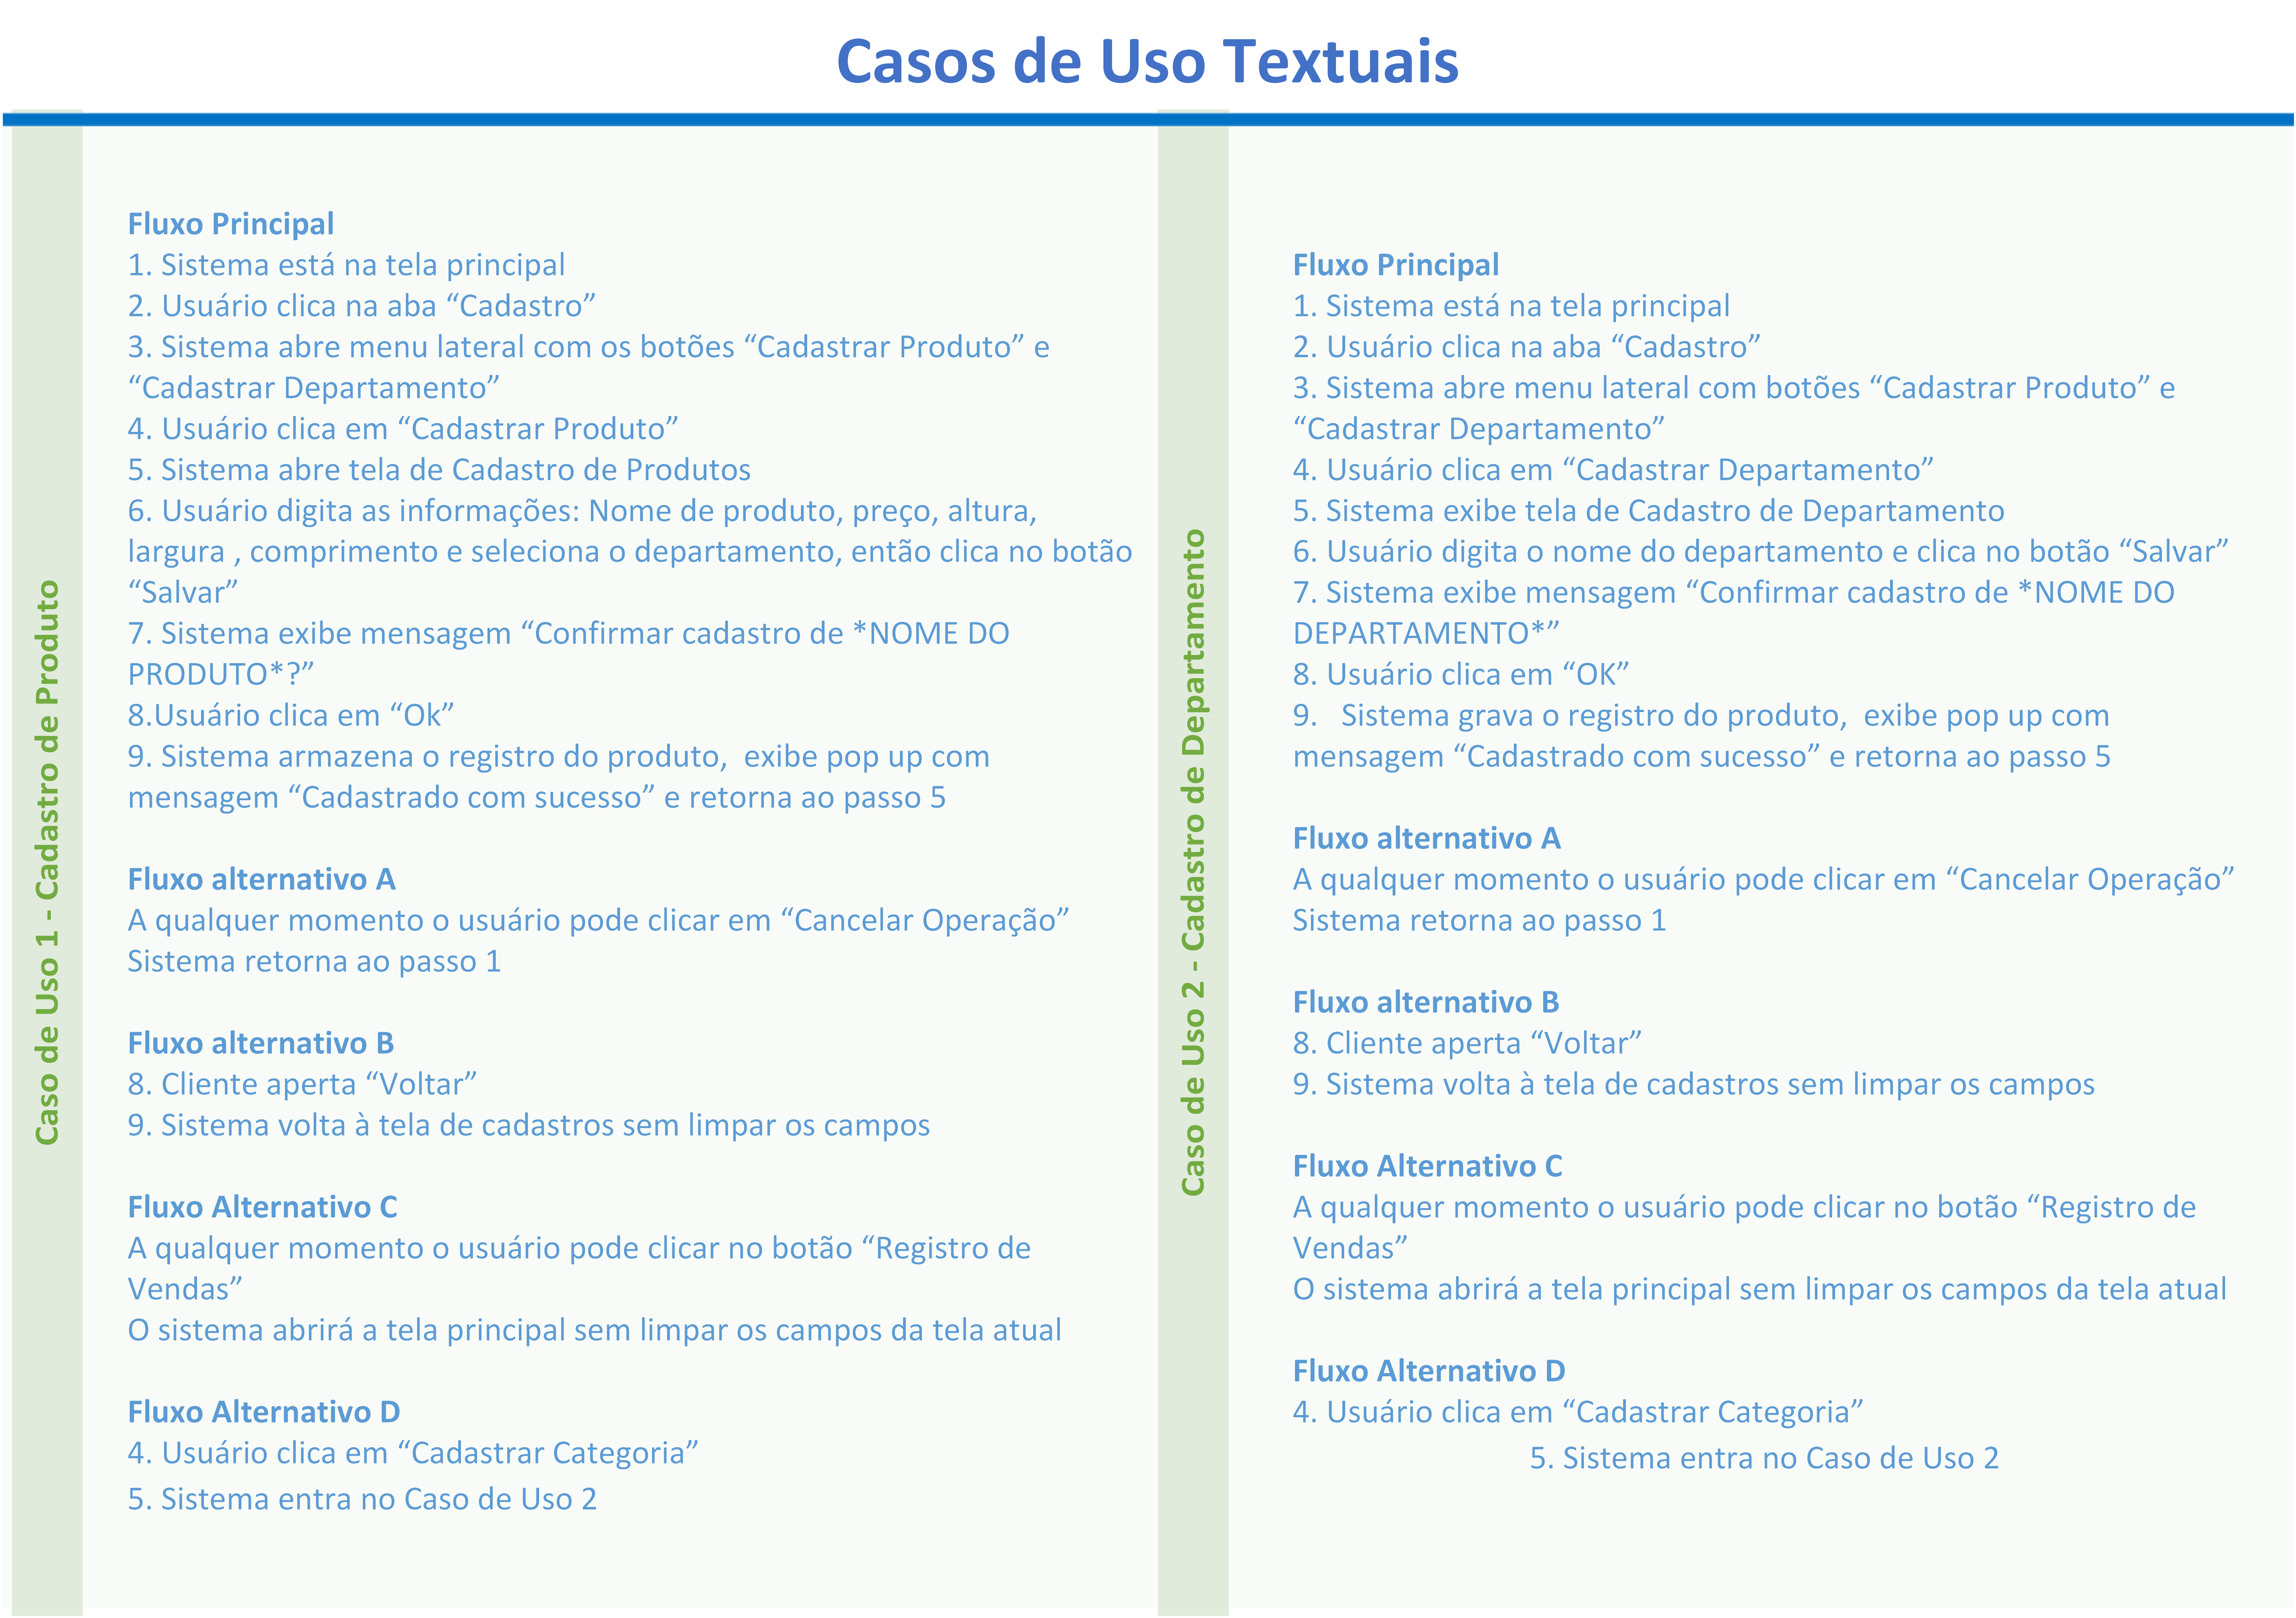 Casos de Uso Textuais
Caso de Uso 1 - Cadastro de Produto
Fluxo Principal
1. Sistema está na tela principal
2. Usuário clica na aba “Cadastro”
3. Sistema abre menu lateral com os botões “Cadastrar Produto” e
“Cadastrar Departamento”
4. Usuário clica em “Cadastrar Produto”
5. Sistema abre tela de Cadastro de Produtos
6. Usuário digita as informações: Nome de produto, preço, altura,
largura , comprimento e seleciona o departamento, então clica no botão
“Salvar”
7. Sistema exibe mensagem “Confirmar cadastro de *NOME DO
PRODUTO*?”
8.Usuário clica em “Ok”
9. Sistema armazena o registro do produto,  exibe pop up com
mensagem “Cadastrado com sucesso” e retorna ao passo 5
Fluxo alternativo A
A qualquer momento o usuário pode clicar em “Cancelar Operação”
Sistema retorna ao passo 1
Fluxo alternativo B
8. Cliente aperta “Voltar”
9. Sistema volta à tela de cadastros sem limpar os campos
Fluxo Alternativo C
A qualquer momento o usuário pode clicar no botão “Registro de
Vendas”
O sistema abrirá a tela principal sem limpar os campos da tela atual
Fluxo Alternativo D
4. Usuário clica em “Cadastrar Categoria”
5. Sistema entra no Caso de Uso 2
Caso de Uso 2 - Cadastro de Departamento
Fluxo Principal
1. Sistema está na tela principal
2. Usuário clica na aba “Cadastro”
3. Sistema abre menu lateral com botões “Cadastrar Produto” e
“Cadastrar Departamento”
4. Usuário clica em “Cadastrar Departamento”
5. Sistema exibe tela de Cadastro de Departamento
6. Usuário digita o nome do departamento e clica no botão “Salvar”
7. Sistema exibe mensagem “Confirmar cadastro de *NOME DO
DEPARTAMENTO*”
8. Usuário clica em “OK”
9.   Sistema grava o registro do produto,  exibe pop up com
mensagem “Cadastrado com sucesso” e retorna ao passo 5
Fluxo alternativo A
A qualquer momento o usuário pode clicar em “Cancelar Operação”
Sistema retorna ao passo 1
Fluxo alternativo B
8. Cliente aperta “Voltar”
9. Sistema volta à tela de cadastros sem limpar os campos
Fluxo Alternativo C
A qualquer momento o usuário pode clicar no botão “Registro de
Vendas”
O sistema abrirá a tela principal sem limpar os campos da tela atual
Fluxo Alternativo D
4. Usuário clica em “Cadastrar Categoria”
5. Sistema entra no Caso de Uso 2